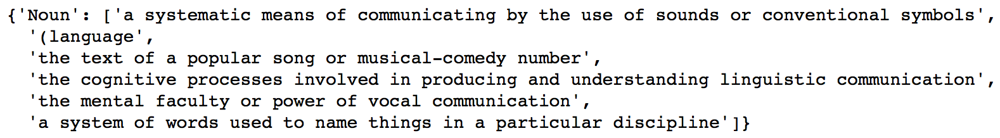 {'Noun': ['a systematic means of communicating by the use of sounds or conventional symbols',
'(language',
'the text of a popular song or musical-comedy number',
'the cognitive processes involved in producing and understanding linguistic communication',
'the mental faculty or power of vocal communication',
'a system of words used to name things in a particular discipline']}